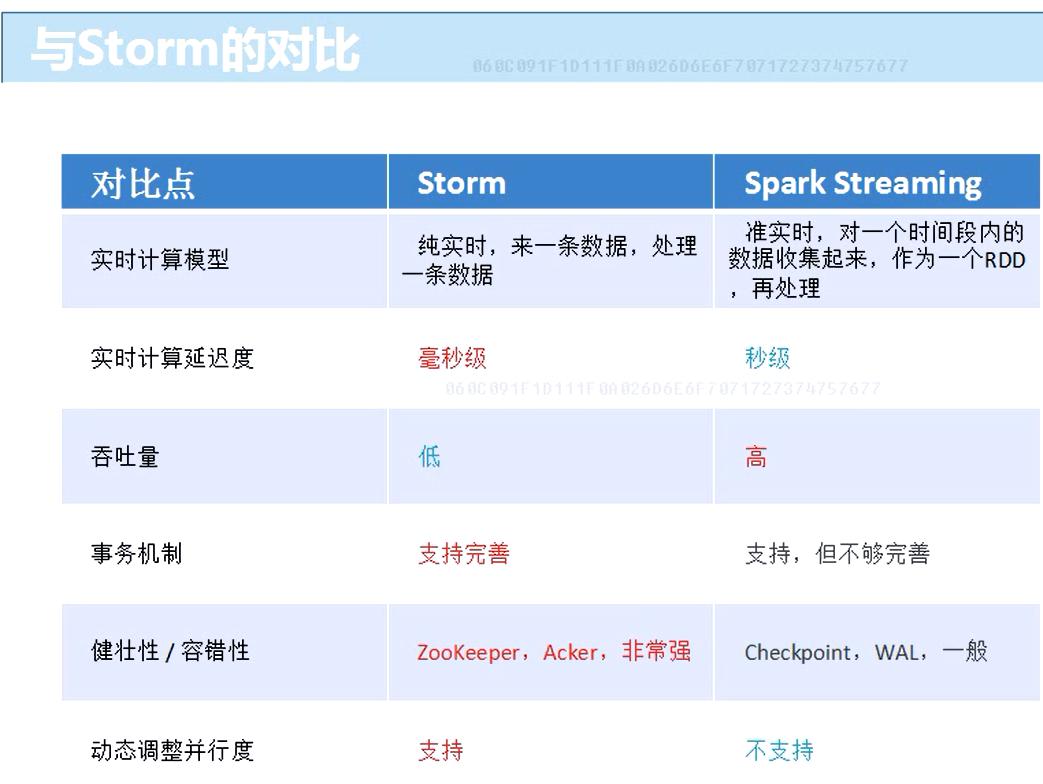 与Storm的对比
060C091F1D111F0A026D6E6F7071727374757677
对比点 Storm Spark Streaming
实时计算模型 纯实时，来一条数据，处理一条数据 准实时，对一个时间段内的数据收集起来，作为一个RDD，再处理
实时计算延迟度 毫秒级 秒级
060C091F1D111F0A026D6E6F7071727374757677
吞吐量 低 高
事务机制 支持完善 支持，但不够完善
健壮性 / 容错性 ZooKeeper，Acker，非常强 Checkpoint，WAL，一般
动态调整并行度 支持 不支持